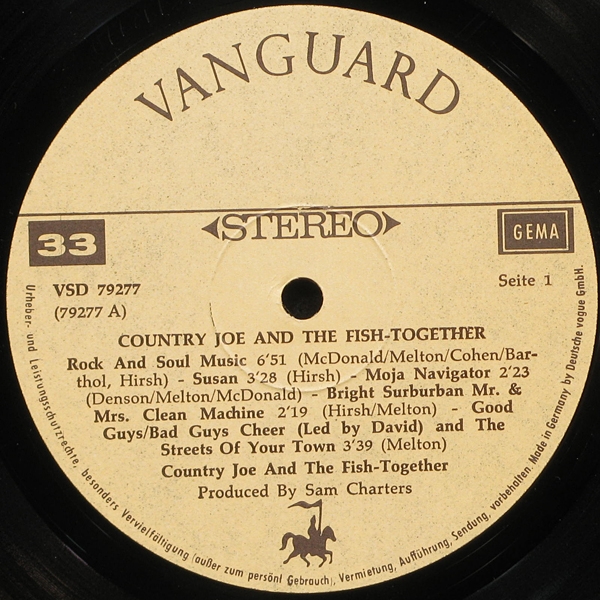 VANGUARD
STEREO
33
GEMA
VSD 79277
(79277 A)
Seite 1
COUNTRY JOE AND THE FISH-TOGETHER
Rock And Soul Music 6'51 (McDonald/Melton/Cohen/Bar-
thol, Hirsh) - Susan 3'28 (Hirsh) - Moja Navigator 2'23
(Denson/Melton/McDonald) - Bright Surburban Mr. &
Mrs. Clean Machine 2'19 (Hirsh/Melton) - Good
Guys/Bad Guys Cheer (Led by David) and The
Streets Of Your Town 3'39 (Melton)
Country Joe And The Fish-Together
Produced By Sam Charters
Urheber- und Leistungsschutzrechte, besonders Vervielfältigung (außer zum persönl Gebrauch), Vermietung, Aufführung, Sendung, vorbehalten. Made in Germany by Deutsche vogue GmbH.